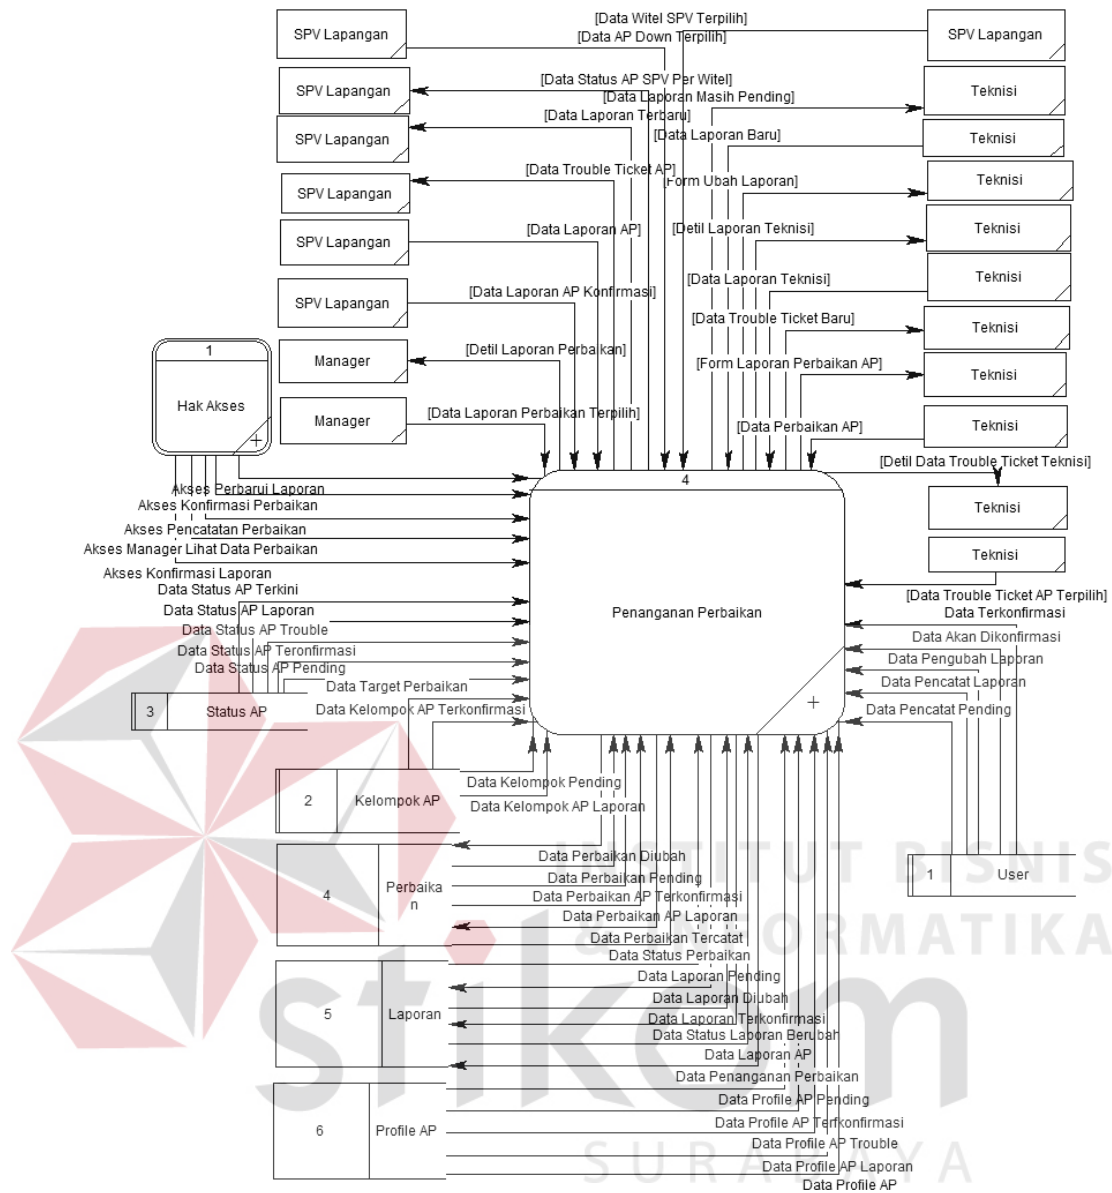 [Data Witel SPV Terpilih]
SPV Lapangan
[Data AP Down Terpilih]
SPV Lapangan
SPV Lapangan
[Data Status AP SPV Per Witel]
Teknisi
[Data Laporan Masih Pending]
[Data Laporan Terbaru]
SPV Lapangan
[Data Laporan Baru]
Teknisi
[Data Trouble Ticket AP]
[Form Ubah Laporan]
Teknisi
SPV Lapangan
[Data Laporan AP]
[Detil Laporan Teknisi]
Teknisi
SPV Lapangan
[Data Laporan Teknisi]
Teknisi
[Data Laporan AP Konfirmasi]
SPV Lapangan
[Data Trouble Ticket Baru]
Teknisi
1
[Detil Laporan Perbaikan]
Manager
[Form Laporan Perbaikan AP]
Teknisi
Hak Akses
+
[Data Laporan Perbaikan Terpilih]
Manager
[Data Perbaikan AP]
Teknisi
[Detil Data Trouble Ticket Teknisi]
4
Akses Perbarui Laporan
Akses Konfirmasi Perbaikan
Teknisi
Akses Pencatatan Perbaikan
Akses Manager Lihat Data Perbaikan
Teknisi
Akses Konfirmasi Laporan
Data Status AP Terkini
[Data Trouble Ticket AP Terpilih]
Data Status AP Laporan
Penanganan Perbaikan
Data Terkonfirmasi
Data Status AP Trouble
Data Akan Dikonfirmasi
Data Status AP Teronfirmasi
Data Pengubah Laporan
Data Status AP Pending
Data Pencatat Laporan
Data Target Perbaikan
+
3
Status AP
Data Kelompok AP Terkonfirmasi
Data Pencatat Pending
Data Kelompok Pending
2
Kelompok AP
Data Kelompok AP Laporan
Data Perbaikan Diubah
INSTITUT BISNIS
1
User
Data Perbaikan Pending
4
Perbaika
n
Data Perbaikan AP Terkonfirmasi
Data Perbaikan AP Laporan
& INFORMATIKA
Data Perbaikan Tercatat
Data Status Perbaikan
Data Laporan Pending
Data Laporan Diubah
5
Laporan
Data Laporan Terkonfirmasi
Data Status Laporan Berubah
stikom
Data Laporan AP
Data Penanganan Perbaikan
Data Profile AP Pending
6
Profile AP
Data Profile AP Terfkonfirmasi
Data Profile AP Trouble
SURABAYA
Data Profile AP Laporan
Data Profile AP